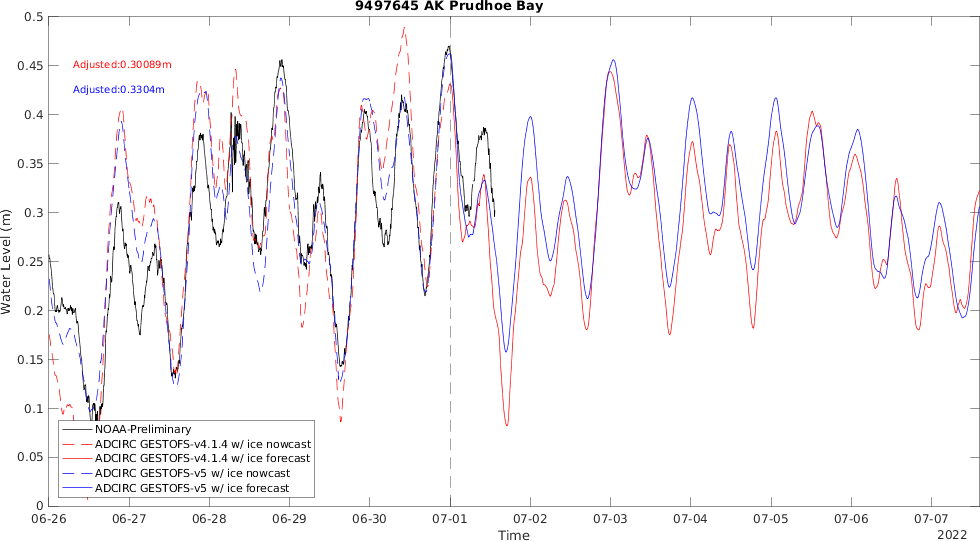 9497645 AK Prudhoe Bay
0.5
0.45
0.4
0.35
0.3
0.25
0.2
0.15
0.1
0.05
0
Water Level (m)
Adjusted:0.30089m
Adjusted:0.3304m
NOAA-Preliminary
ADCIRC GESTOFS-v4.1.4 w/ ice nowcast
ADCIRC GESTOFS-v4.1.4 w/ ice forecast
ADCIRC GESTOFS-v5 w/ ice nowcast
ADCIRC GESTOFS-v5 w/ ice forecast
06-26 06-27 06-28 06-29 06-30 07-01 07-02 07-03 07-04 07-05 07-06 07-07
Time
2022